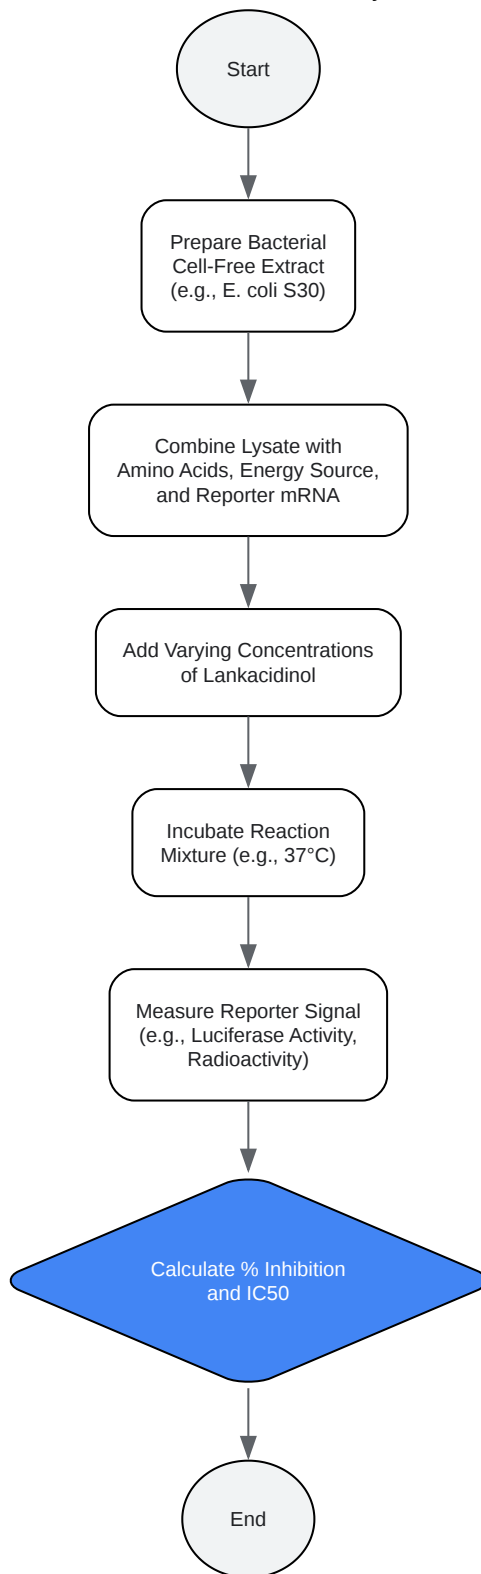 Start
Prepare Bacterial
Cell-Free Extract
(e.g., E. coli S30)
Combine Lysate with
Amino Acids, Energy Source,
and Reporter mRNA
Add Varying Concentrations
of Lankacidinol
Incubate Reaction
Mixture (e.g., 37°C)
Measure Reporter Signal
(e.g., Luciferase Activity,
Radioactivity)
Calculate % Inhibition
and IC50
End